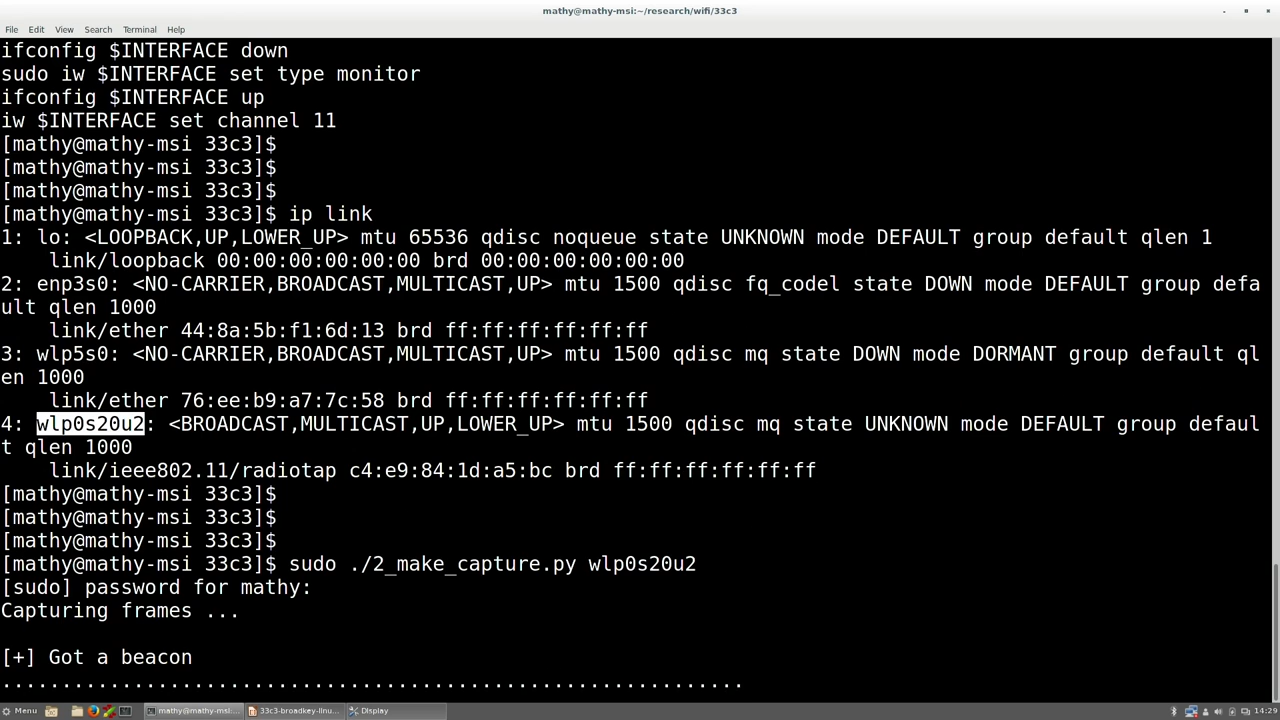 mathy@mathy-msi:~/research/wifi/33c3
File Edit View Search Terminal Help
ifconfig $INTERFACE down
sudo iw $INTERFACE set type monitor
ifconfig $INTERFACE up
iw $INTERFACE set channel 11
[mathy@mathy-msi 33c3]$
[mathy@mathy-msi 33c3]$
[mathy@mathy-msi 33c3]$
[mathy@mathy-msi 33c3]$ ip link
1: lo: <LOOPBACK,UP,LOWER_UP> mtu 65536 qdisc noqueue state UNKNOWN mode DEFAULT group default qlen 1
    link/loopback 00:00:00:00:00:00 brd 00:00:00:00:00:00
2: enp3s0: <NO-CARRIER,BROADCAST,MULTICAST,UP> mtu 1500 qdisc fq_codel state DOWN mode DEFAULT group defa
ult qlen 1000
    link/ether 44:8a:5b:f1:6d:13 brd ff:ff:ff:ff:ff:ff
3: wlp5s0: <NO-CARRIER,BROADCAST,MULTICAST,UP> mtu 1500 qdisc mq state DOWN mode DORMANT group default ql
en 1000
    link/ether 76:ee:b9:a7:7c:58 brd ff:ff:ff:ff:ff:ff
4: wlp0s20u2: <BROADCAST,MULTICAST,UP,LOWER_UP> mtu 1500 qdisc mq state UNKNOWN mode DEFAULT group defaul
t qlen 1000
    link/ieee802.11/radiotap c4:e9:84:1d:a5:bc brd ff:ff:ff:ff:ff:ff
[mathy@mathy-msi 33c3]$
[mathy@mathy-msi 33c3]$
[mathy@mathy-msi 33c3]$
[mathy@mathy-msi 33c3]$ sudo ./2_make_capture.py wlp0s20u2
[sudo] password for mathy:
Capturing frames ...
[+] Got a beacon
..............................................................
Menu mathy@mathy-msi:... 33c3-broadkey-linu... Display 14:29